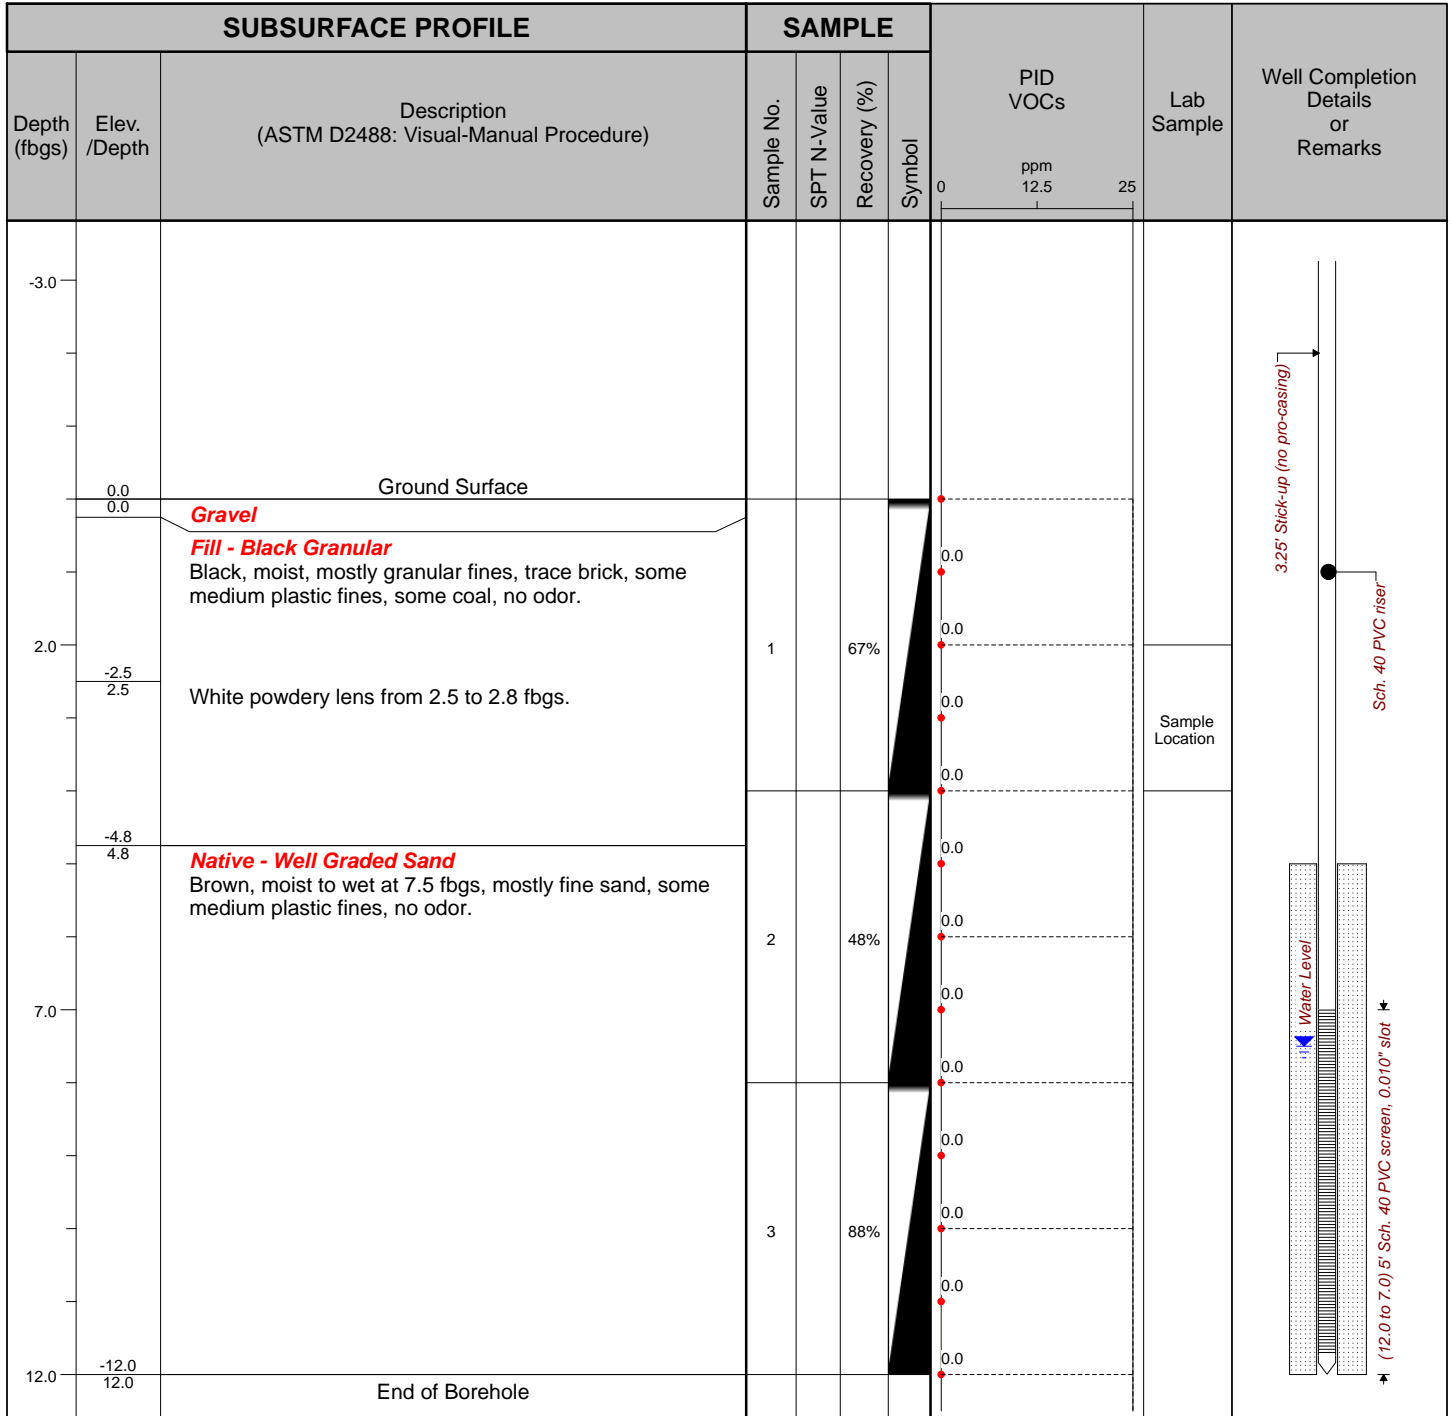 SUBSURFACE PROFILE
SAMPLE
Depth
(fbgs)
Elev.
/Depth
Description
(ASTM D2488: Visual-Manual Procedure)
Sample No.
SPT N-Value
Recovery (%)
Symbol
PID
VOCs
ppm
0 12.5 25
Lab
Sample
Well Completion
Details
or
Remarks
-3.0
3.25' Stick-up (no pro-casing)
0.0
0.0
Ground Surface
Gravel
Fill - Black Granular
Black, moist, mostly granular fines, trace brick, some
medium plastic fines, some coal, no odor.
0.0
Sch. 40 PVC riser
0.0
2.0
1
67%
-2.5
2.5
White powdery lens from 2.5 to 2.8 fbgs.
0.0
Sample
Location
0.0
-4.8
4.8
Native - Well Graded Sand
Brown, moist to wet at 7.5 fbgs, mostly fine sand, some
medium plastic fines, no odor.
0.0
0.0
2
48%
0.0
7.0
Water Level
0.0
(12.0 to 7.0) 5' Sch. 40 PVC screen, 0.010" slot
0.0
0.0
3
88%
0.0
0.0
12.0
-12.0
12.0
End of Borehole